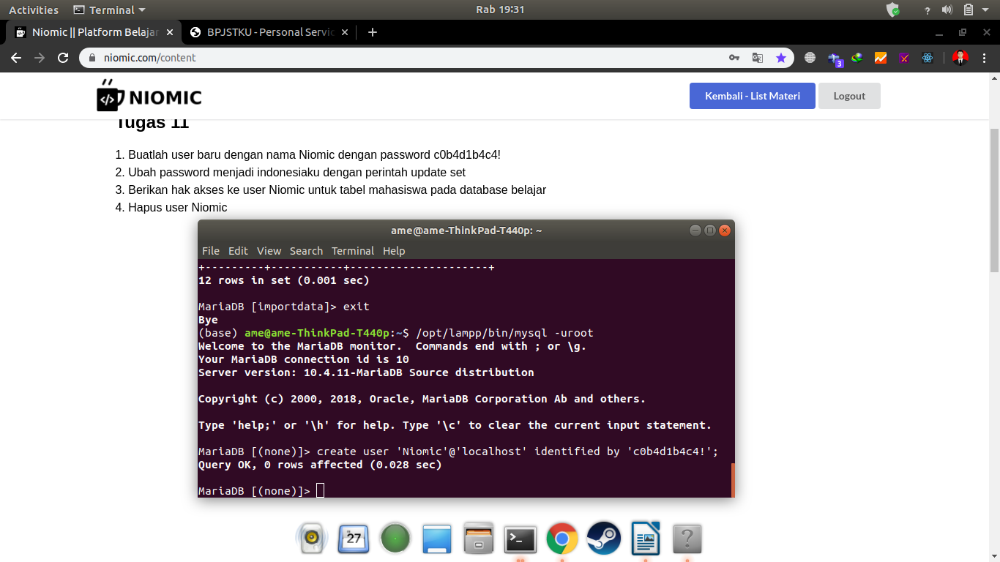 Activities Terminal Rab 19:31 ?
Niomic || Platform Belajar BPJSTKU - Personal Servic
niomic.com/content 3
NIOMIC Kembali - List Materi Logout
Tugas 11
1. Buatlah user baru dengan nama Niomic dengan password c0b4d1b4c4!
2. Ubah password menjadi indonesiaku dengan perintah update set
3. Berikan hak akses ke user Niomic untuk tabel mahasiswa pada database belajar
4. Hapus user Niomic
ame@ame-ThinkPad-T440p: ~
File Edit View Search Terminal Help
+---------+-----------+---------------------+
12 rows in set (0.001 sec)
MariaDB [importdata]> exit
Bye
(base) ame@ame-ThinkPad-T440p:~$ /opt/lampp/bin/mysql -uroot
Welcome to the MariaDB monitor.  Commands end with ; or \g.
Your MariaDB connection id is 10
Server version: 10.4.11-MariaDB Source distribution
Copyright (c) 2000, 2018, Oracle, MariaDB Corporation Ab and others.
Type 'help;' or '\h' for help. Type '\c' to clear the current input statement.
MariaDB [(none)]> create user 'Niomic'@'localhost' identified by 'c0b4d1b4c4!';
Query OK, 0 rows affected (0.028 sec)
MariaDB [(none)]>
27 ?